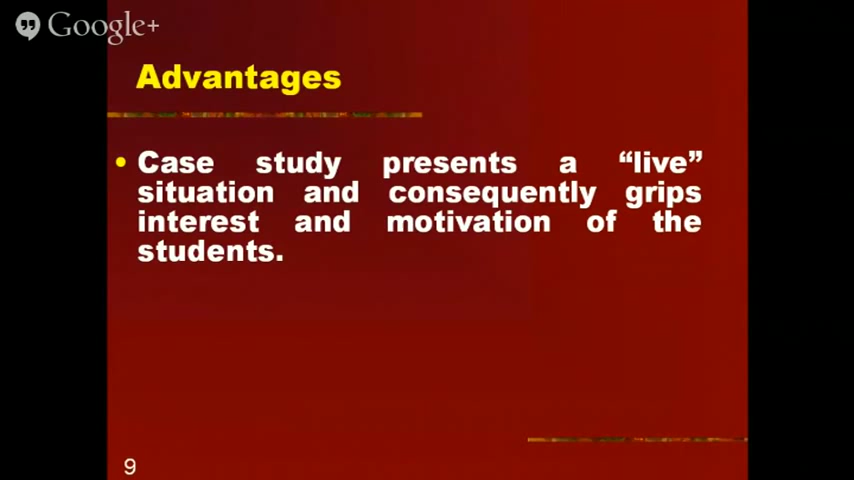 Google+
Advantages
• Case study presents a “live”
situation and consequently grips
interest and motivation of the
students.
9